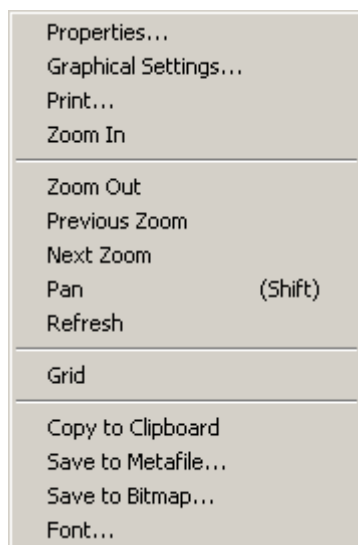 Properties...
Graphical Settings...
Print...
Zoom In
Zoom Out
Previous Zoom
Next Zoom
Pan (Shift)
Refresh
Grid
Copy to Clipboard
Save to Metafile...
Save to Bitmap...
Font...